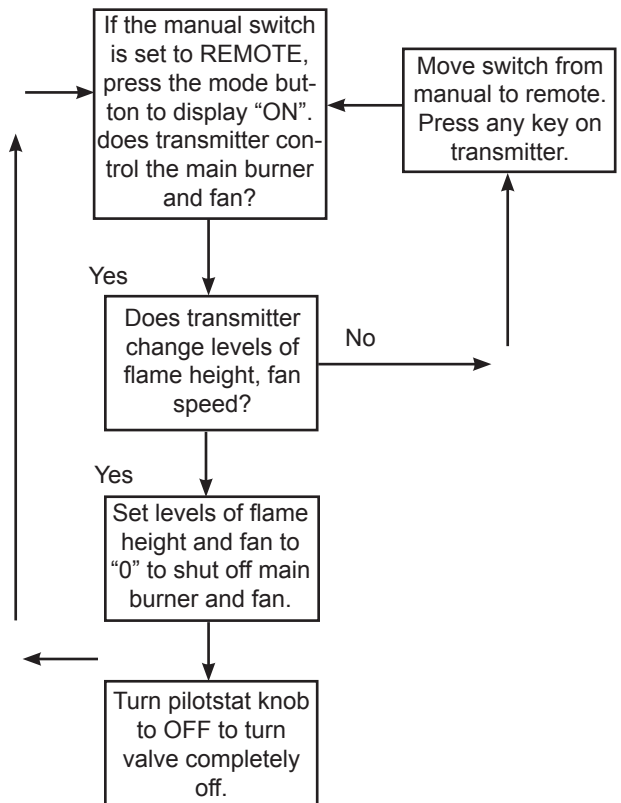 If the manual switch
is set to REMOTE,
press the mode but-
ton to display “ON”.
does transmitter con-
trol the main burner
and fan?
Move switch from
manual to remote.
Press any key on
transmitter.
Yes
Does transmitter
change levels of
flame height, fan
speed?
No
Yes
Set levels of flame
height and fan to
“0” to shut off main
burner and fan.
Turn pilotstat knob
to OFF to turn
valve completely
off.